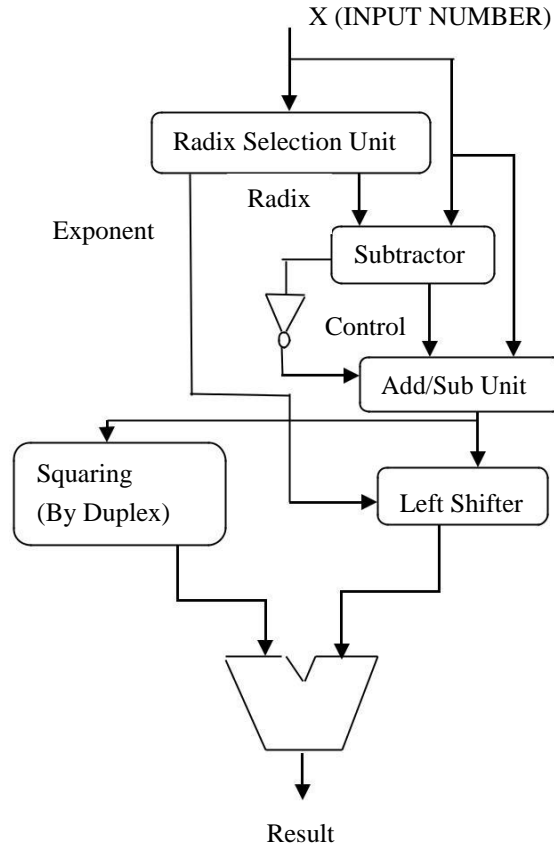 X (INPUT NUMBER)
Radix Selection Unit
Radix
Exponent
Subtractor
Control
Add/Sub Unit
Squaring
(By Duplex)
Left Shifter
Result